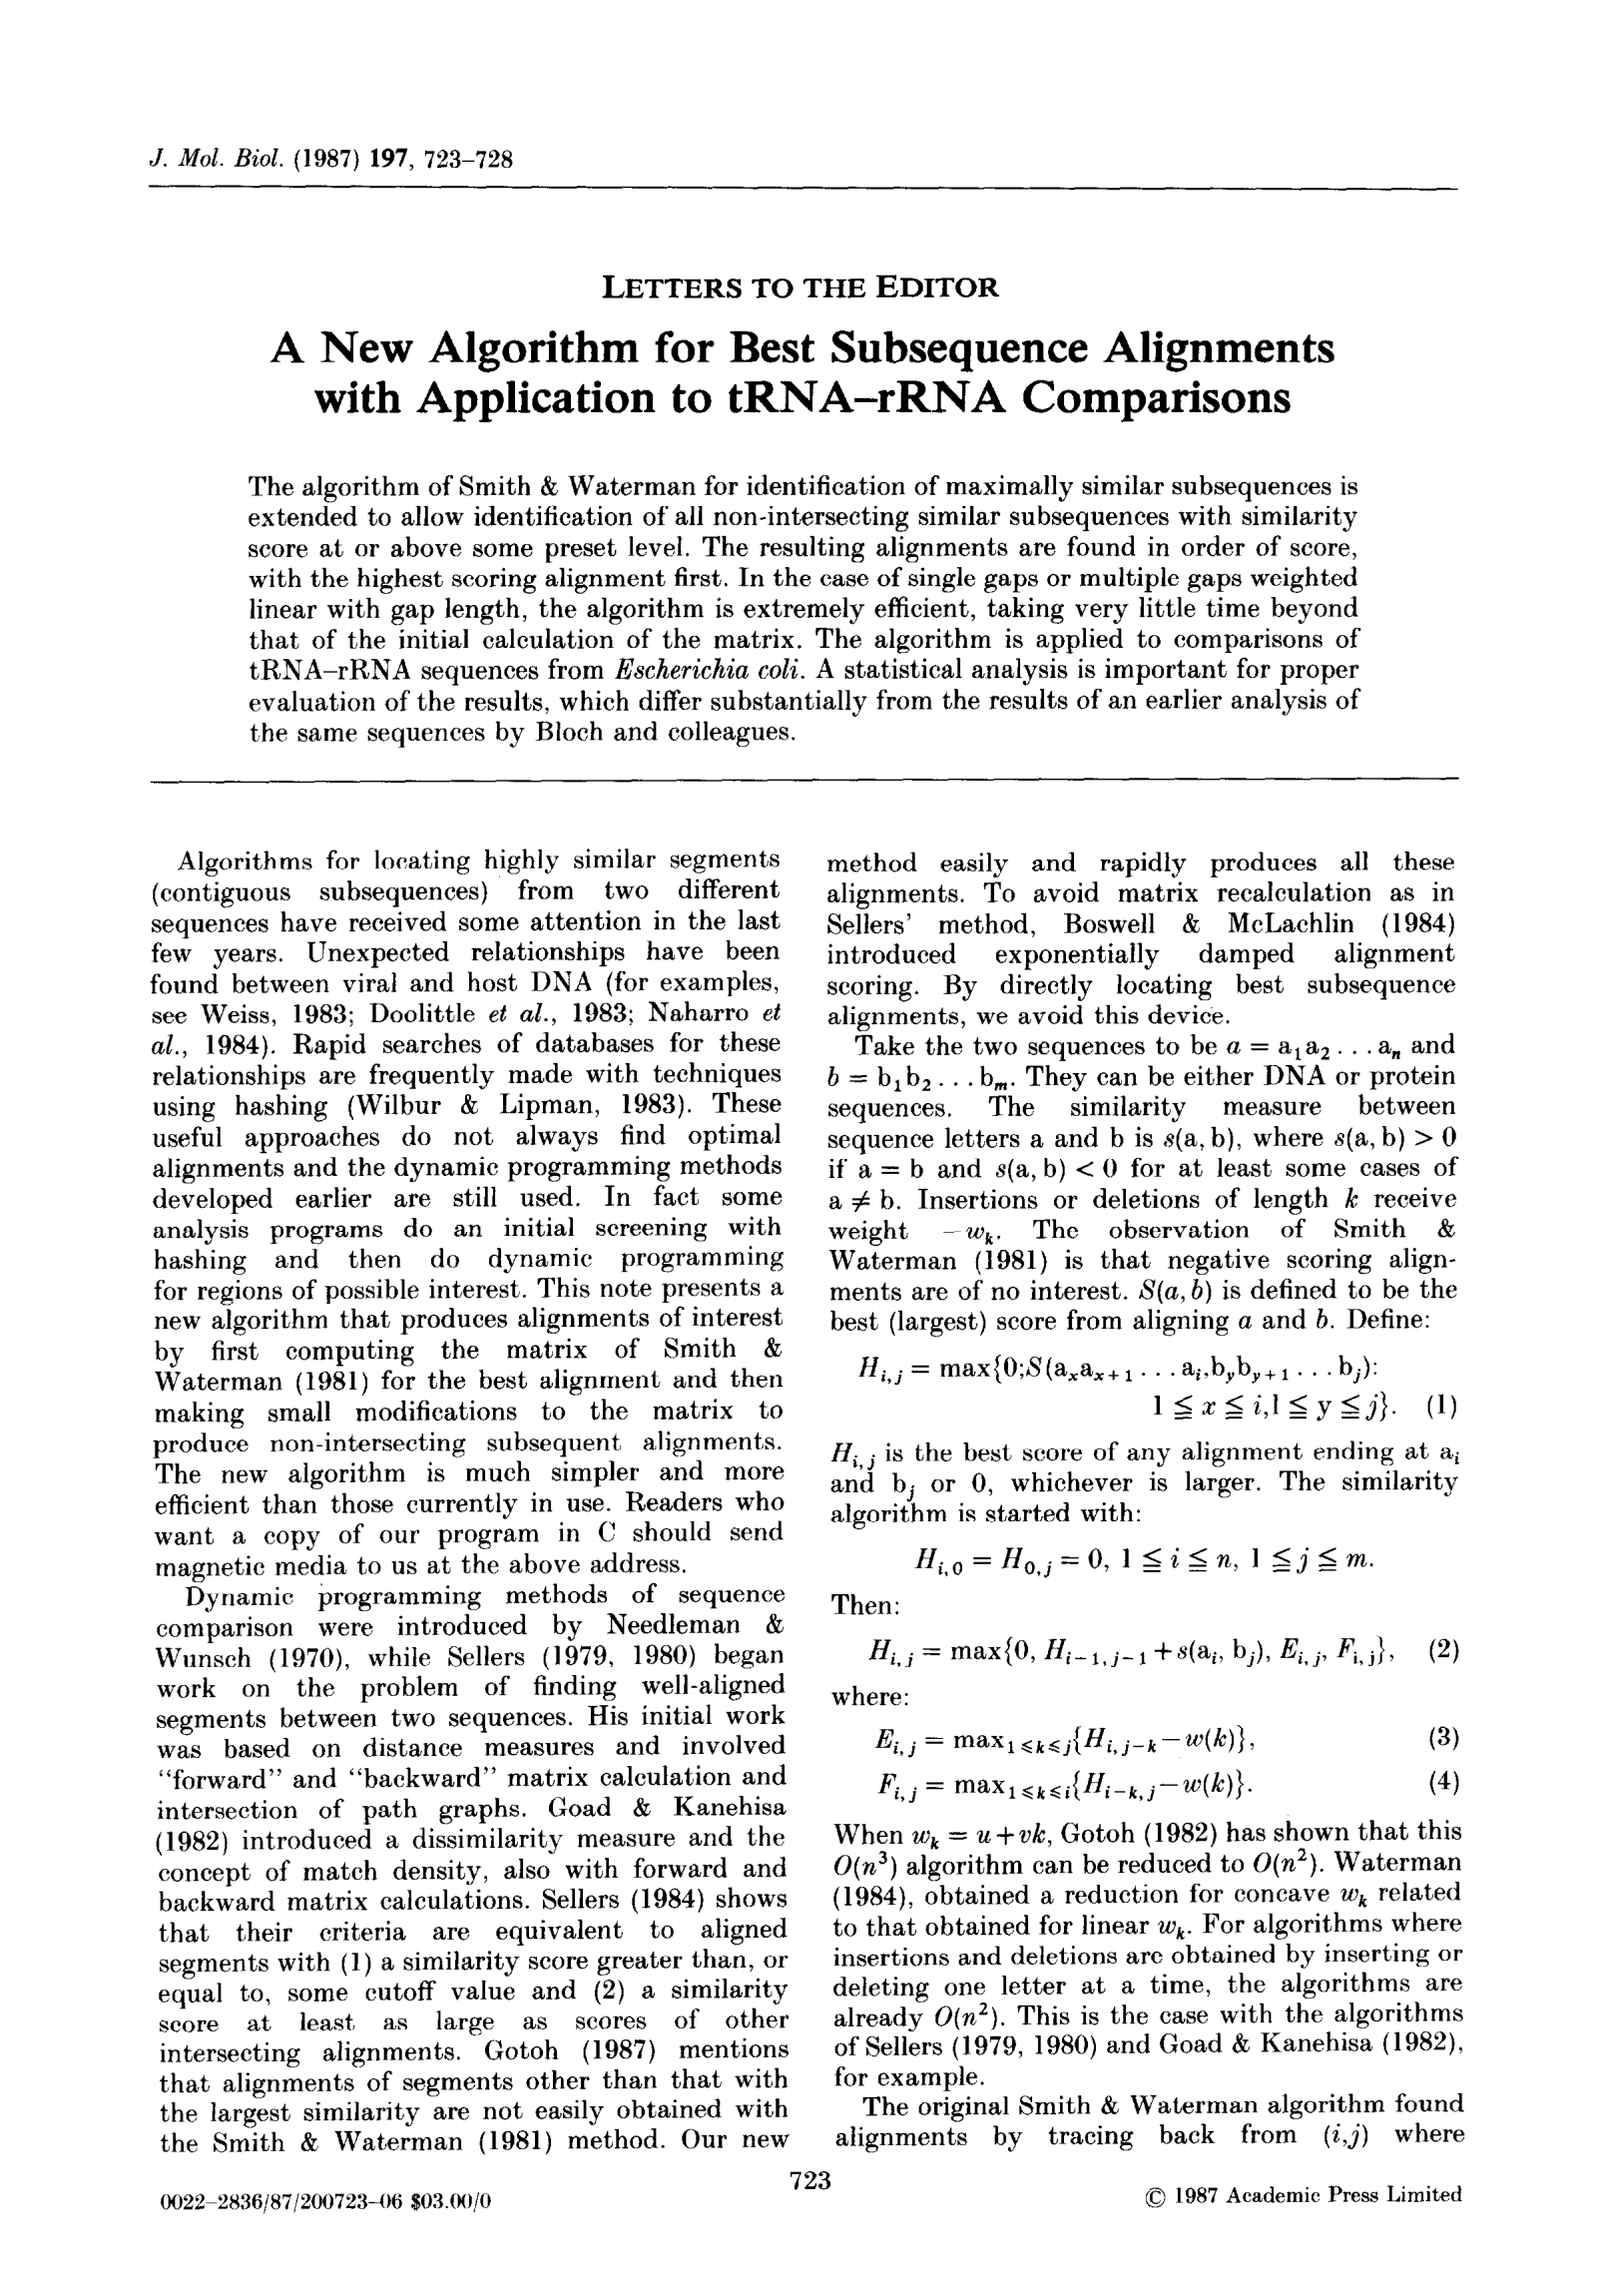 J. Mol. Biol. (1987) 197, 723–728
LETTERS TO THE EDITOR
A New Algorithm for Best Subsequence Alignments
with Application to tRNA–rRNA Comparisons
The algorithm of Smith & Waterman for identification of maximally similar subsequences is
extended to allow identification of all non-intersecting similar subsequences with similarity
score at or above some preset level. The resulting alignments are found in order of score,
with the highest scoring alignment first. In the case of single gaps or multiple gaps weighted
linear with gap length, the algorithm is extremely efficient, taking very little time beyond
that of the initial calculation of the matrix. The algorithm is applied to comparisons of
tRNA–rRNA sequences from Escherichia coli. A statistical analysis is important for proper
evaluation of the results, which differ substantially from the results of an earlier analysis of
the same sequences by Bloch and colleagues.
Algorithms for locating highly similar segments
(contiguous subsequences) from two different
sequences have received some attention in the last
few years. Unexpected relationships have been
found between viral and host DNA (for examples,
see Weiss, 1983; Doolittle et al., 1983; Naharro et
al., 1984). Rapid searches of databases for these
relationships are frequently made with techniques
using hashing (Wilbur & Lipman, 1983). These
useful approaches do not always find optimal
alignments and the dynamic programming methods
developed earlier are still used. In fact some
analysis programs do an initial screening with
hashing and then do dynamic programming
for regions of possible interest. This note presents a
new algorithm that produces alignments of interest
by first computing the matrix of Smith &
Waterman (1981) for the best alignment and then
making small modifications to the matrix to
produce non-intersecting subsequent alignments.
The new algorithm is much simpler and more
efficient than those currently in use. Readers who
want a copy of our program in C should send
magnetic media to us at the above address.
Dynamic programming methods of sequence
comparison were introduced by Needleman &
Wunsch (1970), while Sellers (1979, 1980) began
work on the problem of finding well-aligned
segments between two sequences. His initial work
was based on distance measures and involved
“forward” and “backward” matrix calculation and
intersection of path graphs. Goad & Kanehisa
(1982) introduced a dissimilarity measure and the
concept of match density, also with forward and
backward matrix calculations. Sellers (1984) shows
that their criteria are equivalent to aligned
segments with (1) a similarity score greater than, or
equal to, some cutoff value and (2) a similarity
score at least as large as scores of other
intersecting alignments. Gotoh (1987) mentions
that alignments of segments other than that with
the largest similarity are not easily obtained with
the Smith & Waterman (1981) method. Our new
method easily and rapidly produces all these
alignments. To avoid matrix recalculation as in
Sellers’ method, Boswell & McLachlin (1984)
introduced exponentially damped alignment
scoring. By directly locating best subsequence
alignments, we avoid this device.
Take the two sequences to be a = a₁a₂ . . . aₙ and
b = b₁b₂ . . . bₘ. They can be either DNA or protein
sequences. The similarity measure between
sequence letters a and b is s(a, b), where s(a, b) > 0
if a = b and s(a, b) < 0 for at least some cases of
a ≠ b. Insertions or deletions of length k receive
weight −wₖ. The observation of Smith &
Waterman (1981) is that negative scoring align-
ments are of no interest. S(a, b) is defined to be the
best (largest) score from aligning a and b. Define:
H_{i,j} = max{0;S(a_x a_{x+1} . . . a_i,b_y b_{y+1} . . . b_j):
1 ≦ x ≦ i,1 ≦ y ≦ j}. (1)
H_{i,j} is the best score of any alignment ending at a_i
and b_j or 0, whichever is larger. The similarity
algorithm is started with:
H_{i,0} = H_{0,j} = 0, 1 ≦ i ≦ n, 1 ≦ j ≦ m.
Then:
H_{i,j} = max{0, H_{i−1,j−1} + s(a_i, b_j), E_{i,j}, F_{i,j}}, (2)
where:
E_{i,j} = max_{1⩽k⩽j}{H_{i,j−k} − w(k)}, (3)
F_{i,j} = max_{1⩽k⩽i}{H_{i−k,j} − w(k)}. (4)
When wₖ = u + vk, Gotoh (1982) has shown that this
O(n³) algorithm can be reduced to O(n²). Waterman
(1984), obtained a reduction for concave wₖ related
to that obtained for linear wₖ. For algorithms where
insertions and deletions are obtained by inserting or
deleting one letter at a time, the algorithms are
already O(n²). This is the case with the algorithms
of Sellers (1979, 1980) and Goad & Kanehisa (1982),
for example.
The original Smith & Waterman algorithm found
alignments by tracing back from (i,j) where
723
0022–2836/87/200723–06 $03.00/0
© 1987 Academic Press Limited